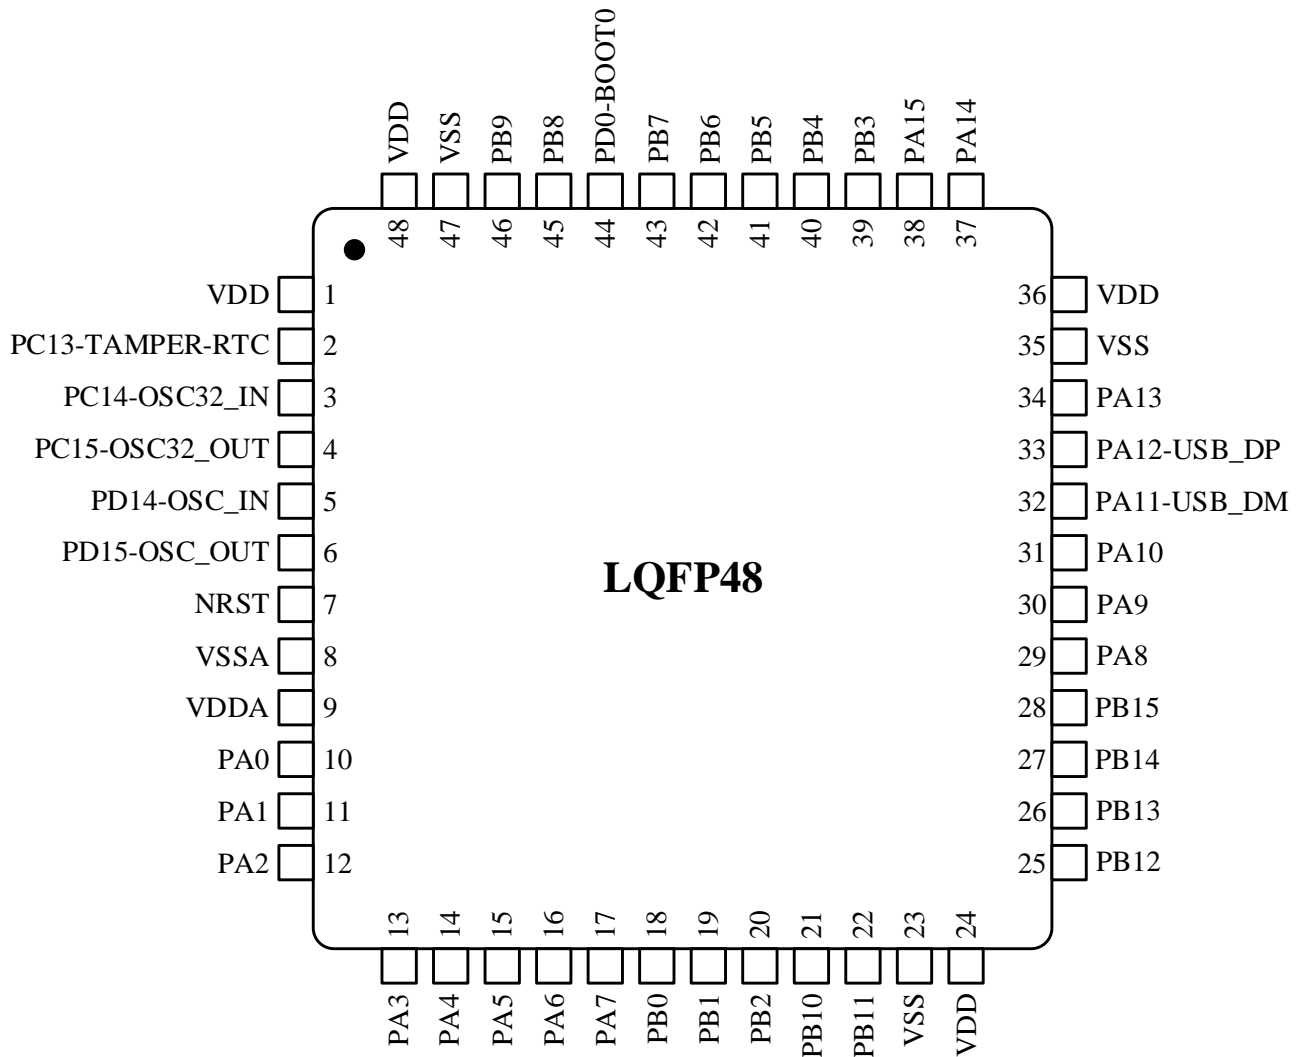 VDD
VSS
PB9
PB8
PD0-BOOT0
PB7
PB6
PB5
PB4
PB3
PA15
PA14
48
47
46
45
44
43
42
41
40
39
38
37
VDD 1
PC13-TAMPER-RTC 2
PC14-OSC32_IN 3
PC15-OSC32_OUT 4
PD14-OSC_IN 5
PD15-OSC_OUT 6
NRST 7
VSSA 8
VDDA 9
PA0 10
PA1 11
PA2 12
LQFP48
36 VDD
35 VSS
34 PA13
33 PA12-USB_DP
32 PA11-USB_DM
31 PA10
30 PA9
29 PA8
28 PB15
27 PB14
26 PB13
25 PB12
13
14
15
16
17
18
19
20
21
22
23
24
PA3
PA4
PA5
PA6
PA7
PB0
PB1
PB2
PB10
PB11
VSS
VDD